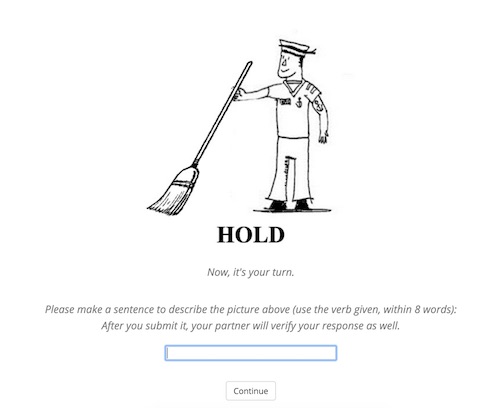 HOLD
Now, it's your turn.
Please make a sentence to describe the picture above (use the verb given, within 8 words):
After you submit it, your partner will verify your response as well.
Continue